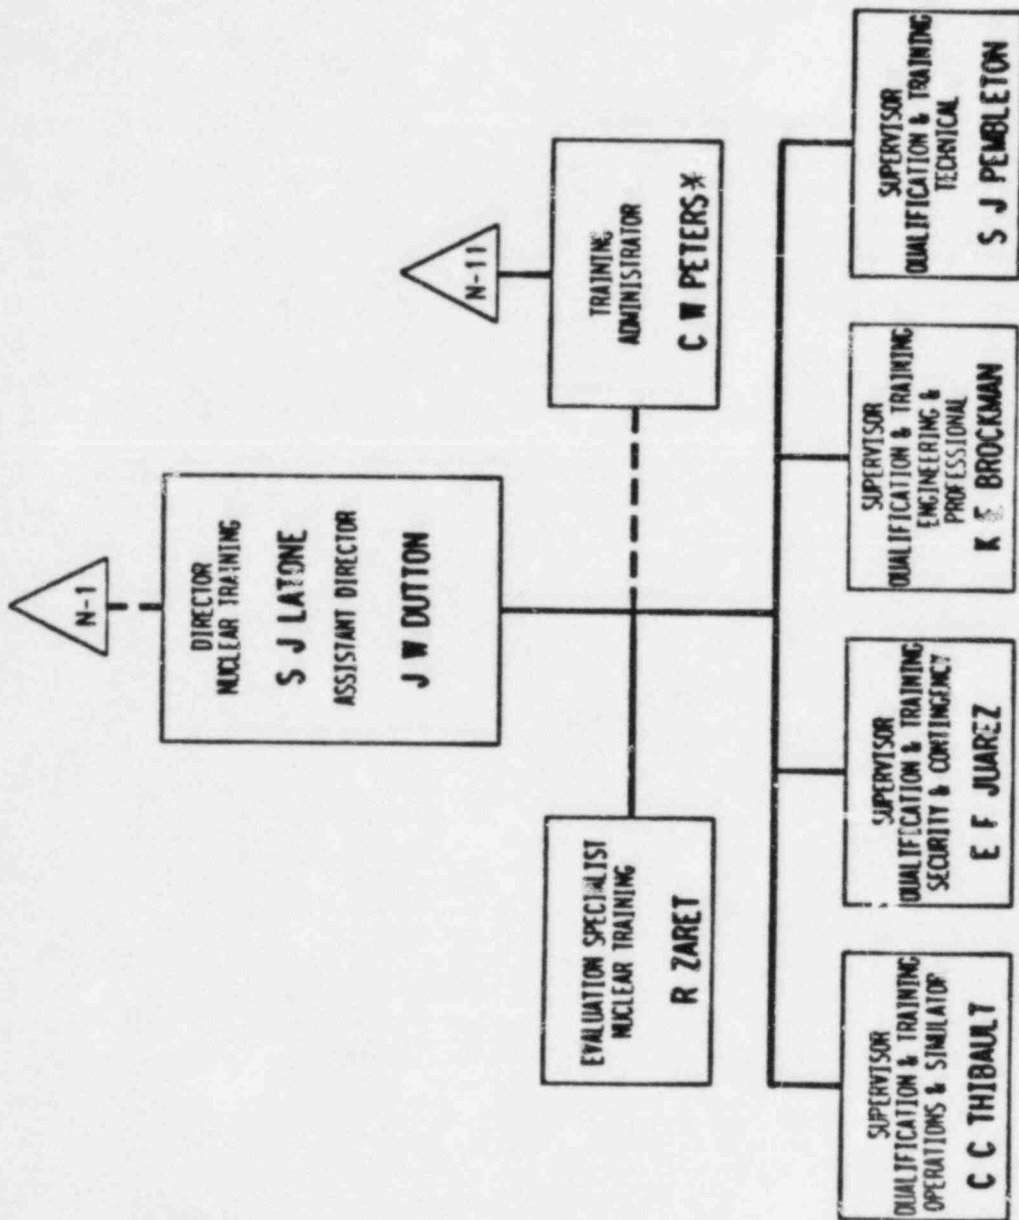 N-1
DIRECTOR
NUCLEAR TRAINING
S J LATONE
ASSISTANT DIRECTOR
J W DUTTON
N-11
TRAINING
ADMINISTRATOR
C W PETERS*
EVALUATION SPECIALIST
NUCLEAR TRAINING
R ZARET
SUPERVISOR
QUALIFICATION & TRAINING
OPERATIONS & SIMULATOR
C C THIBAULT
SUPERVISOR
QUALIFICATION & TRAINING
SECURITY & CONTINGENCY
E F JUAREZ
SUPERVISOR
QUALIFICATION & TRAINING
ENGINEERING &
PROFESSIONAL
K E BROCKMAN
SUPERVISOR
QUALIFICATION & TRAINING
TECHNICAL
S J PEMBLETON